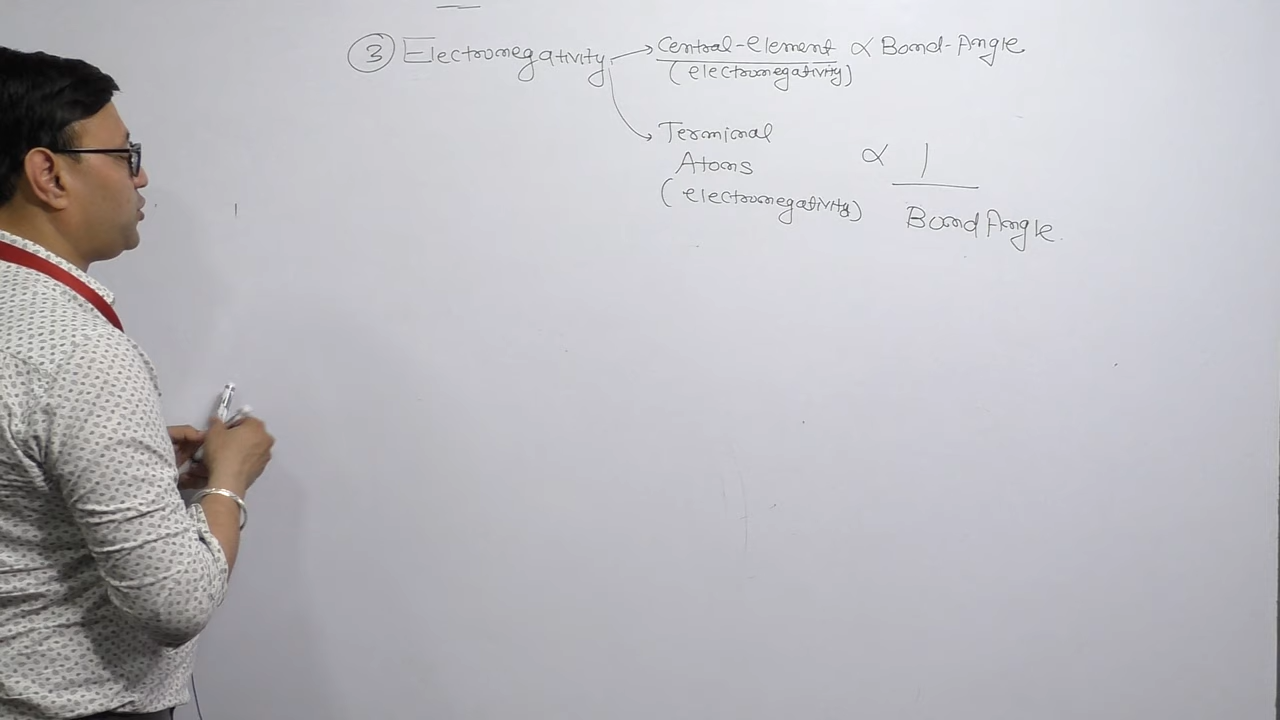 ③ Electronegativity → Central-element ∝ Bond-Angle
(electronegativity)
Terminal
Atoms ∝ 1
(electronegativity) Bond Angle.